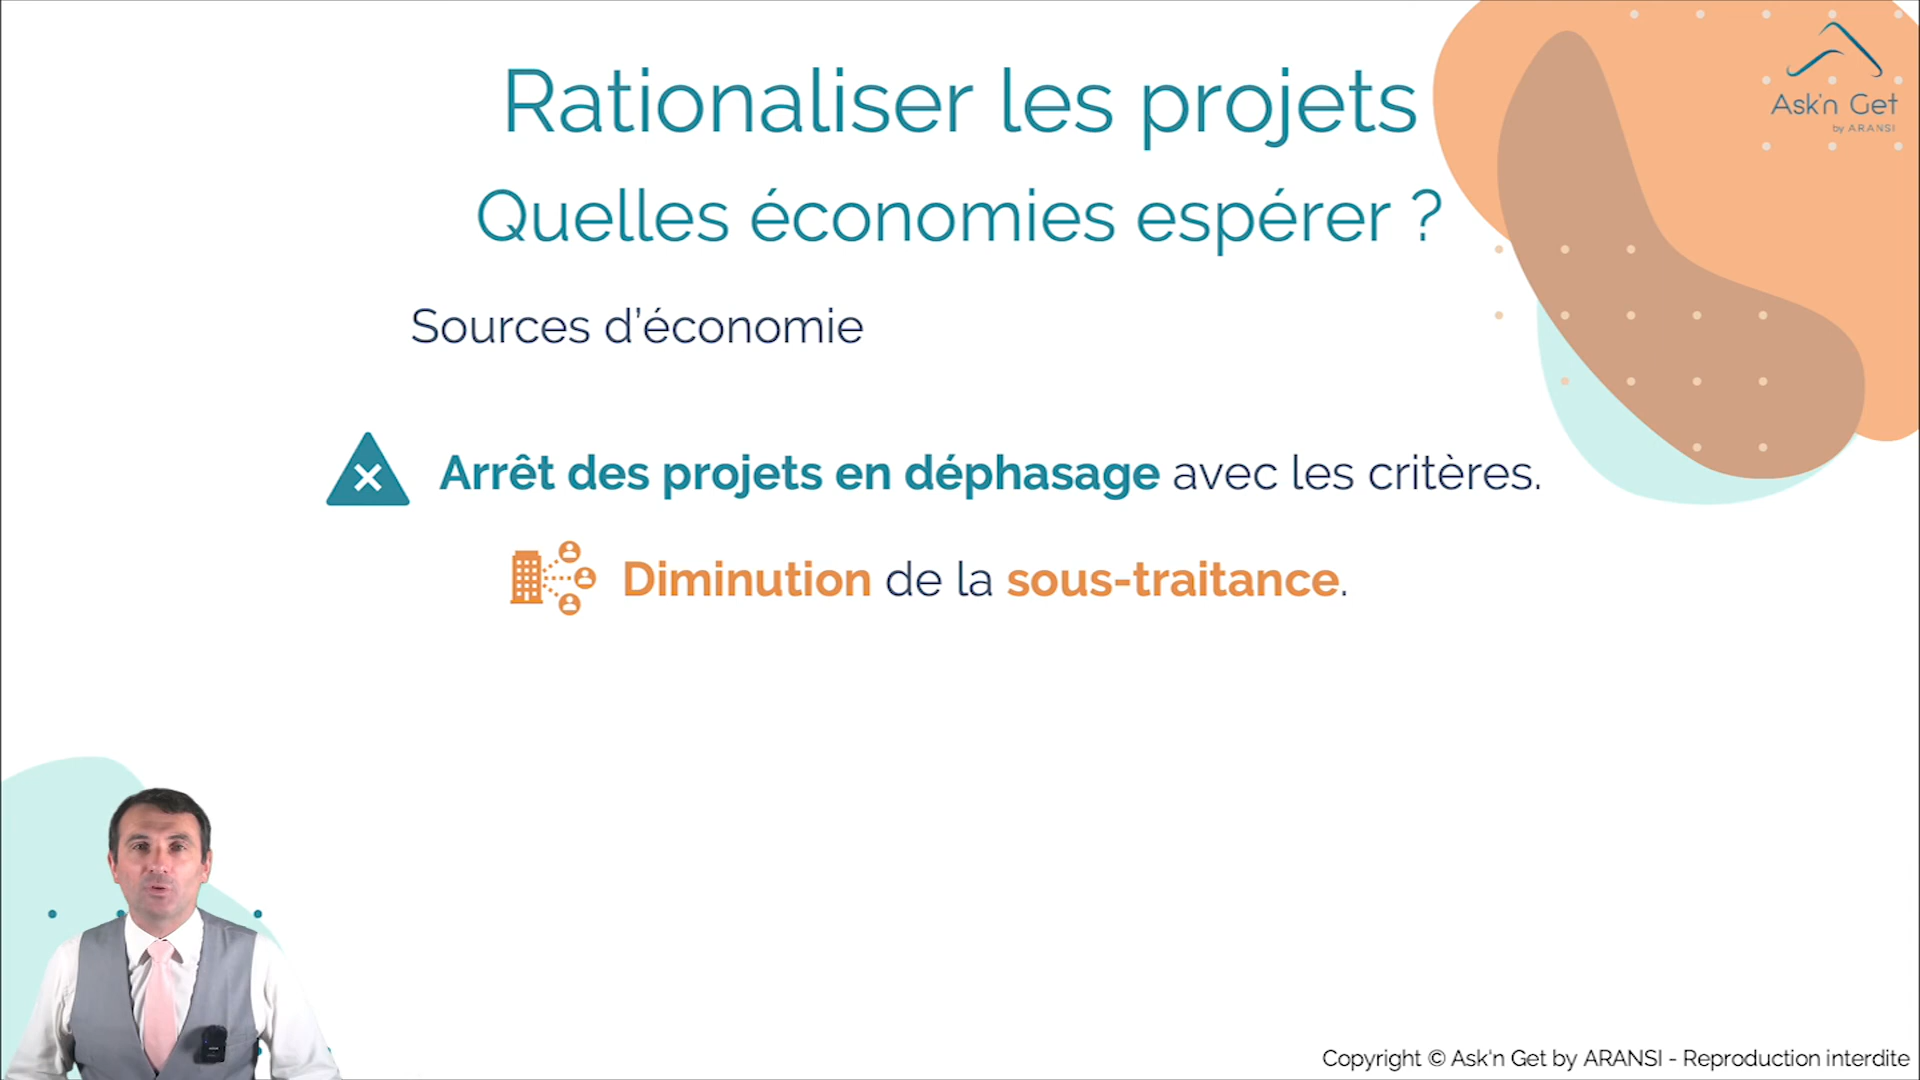 Ask'n Get
by ARANSI
Rationaliser les projets
Quelles économies espérer ?
Sources d’économie
Arrêt des projets en déphasage avec les critères.
Diminution de la sous-traitance.
Copyright © Ask'n Get by ARANSI - Reproduction interdite